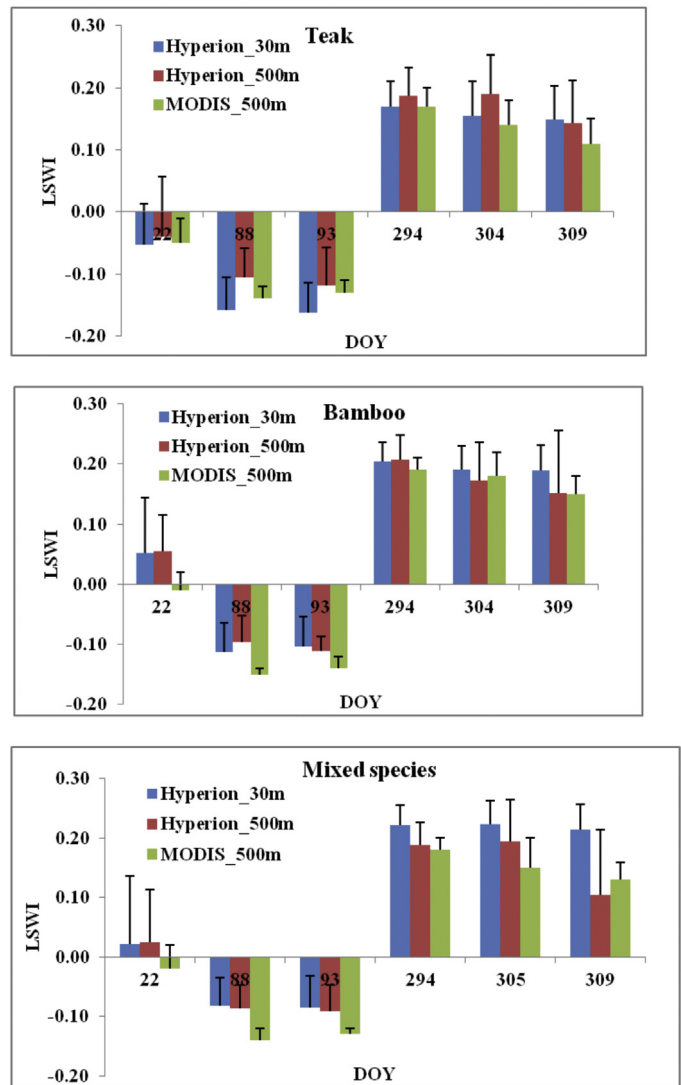 Teak
Hyperion_30m
Hyperion_500m
MODIS_500m
LSWI
0.30
0.20
0.10
0.00
-0.10
-0.20
22 88 93 294 304 309
DOY
Bamboo
Hyperion_30m
Hyperion_500m
MODIS_500m
LSWI
0.30
0.20
0.10
0.00
-0.10
-0.20
22 88 93 294 304 309
DOY
Mixed species
Hyperion_30m
Hyperion_500m
MODIS_500m
LSWI
0.30
0.20
0.10
0.00
-0.10
-0.20
22 88 93 294 305 309
DOY